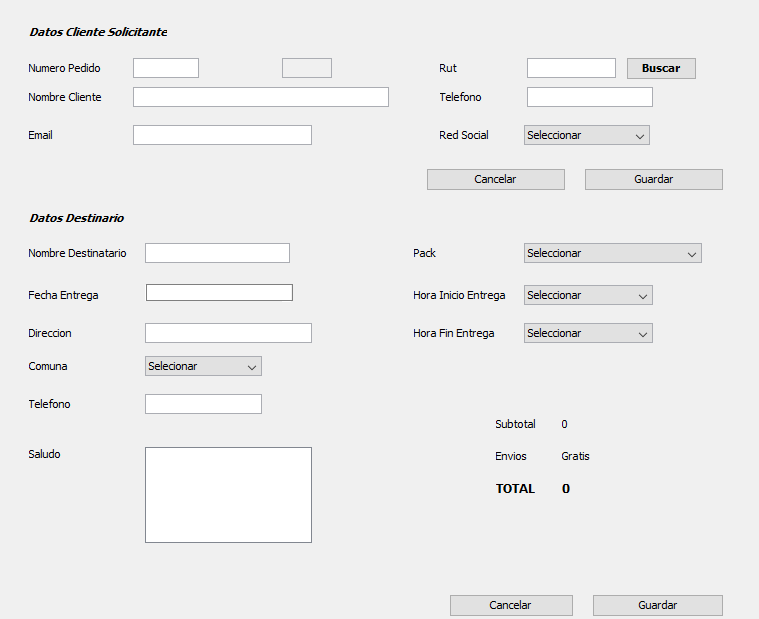 Datos Cliente Solicitante
Numero Pedido Rut Buscar
Nombre Cliente Telefono
Email Red Social Seleccionar
Cancelar Guardar
Datos Destinario
Nombre Destinatario Pack Seleccionar
Fecha Entrega Hora Inicio Entrega Seleccionar
Direccion Hora Fin Entrega Seleccionar
Comuna Selecionar
Telefono
Subtotal 0
Saludo Envios Gratis
TOTAL 0
Cancelar Guardar